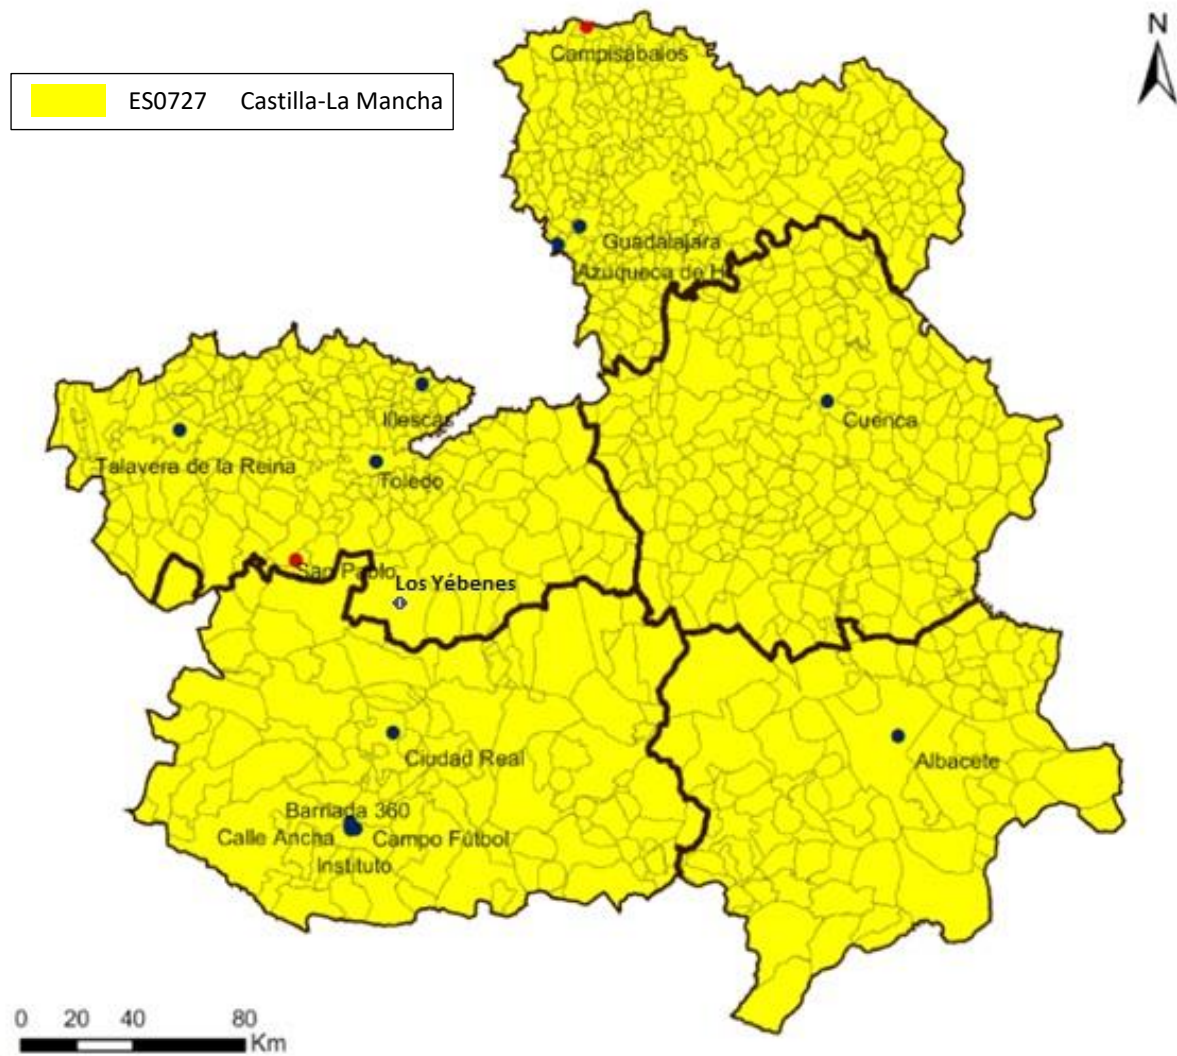 N
Campisábalos
ES0727 Castilla-La Mancha
Guadalajara
Azuqueca de H
Illescas
Cuenca
Talavera de la Reina
Toledo
San Pablo
Los Yébenes
Ciudad Real
Albacete
Barriada 360
Calle Ancha Campo Fútbol
Instituto
0 20 40 80
Km